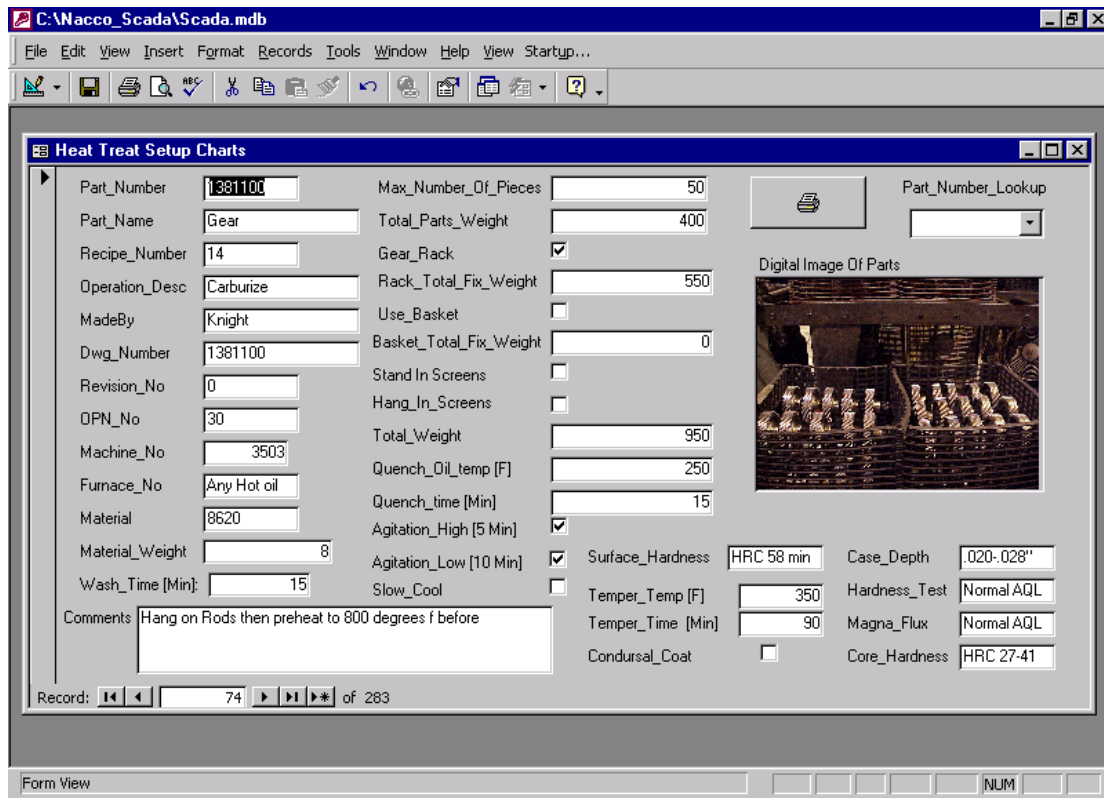 C:\Nacco_Scada\Scada.mdb
File Edit View Insert Format Records Tools Window Help View Startup...
ABC
Heat Treat Setup Charts
Part_Number 1381100
Part_Name Gear
Recipe_Number 14
Operation_Desc Carburize
MadeBy Knight
Dwg_Number 1381100
Revision_No 0
OPN_No 30
Machine_No 3503
Furnace_No Any Hot oil
Material 8620
Material_Weight 8
Wash_Time [Min]: 15
Comments Hang on Rods then preheat to 800 degrees f before
Max_Number_Of_Pieces 50
Total_Parts_Weight 400
Gear_Rack
Rack_Total_Fix_Weight 550
Use_Basket
Basket_Total_Fix_Weight 0
Stand In Screens
Hang_In_Screens
Total_Weight 950
Quench_Oil_temp [F] 250
Quench_time [Min] 15
Agitation_High [5 Min]
Agitation_Low [10 Min]
Slow_Cool
Part_Number_Lookup
Digital Image Of Parts
Surface_Hardness HRC 58 min
Temper_Temp [F] 350
Temper_Time [Min] 90
Condursal_Coat
Case_Depth .020-.028"
Hardness_Test Normal AQL
Magna_Flux Normal AQL
Core_Hardness HRC 27-41
Record: 74 of 283
Form View NUM